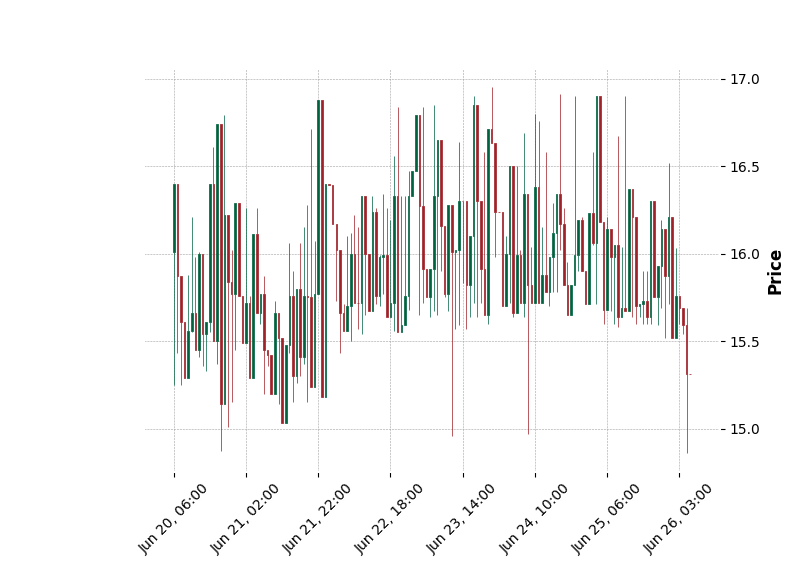 17.0
16.5
16.0
15.5
15.0
Price
Jun 20, 06:00
Jun 21, 02:00
Jun 21, 22:00
Jun 22, 18:00
Jun 23, 14:00
Jun 24, 10:00
Jun 25, 06:00
Jun 26, 03:00